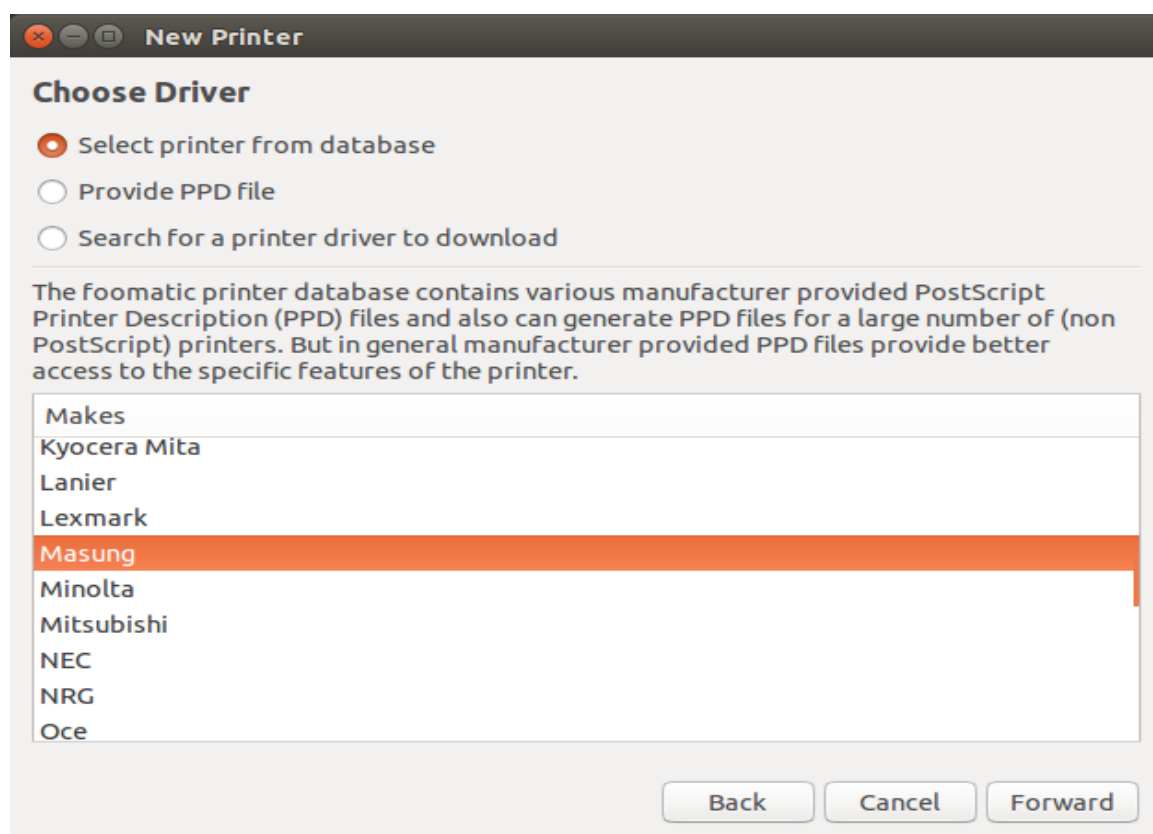 New Printer
Choose Driver
Select printer from database
Provide PPD file
Search for a printer driver to download
The foomatic printer database contains various manufacturer provided PostScript
Printer Description (PPD) files and also can generate PPD files for a large number of (non
PostScript) printers. But in general manufacturer provided PPD files provide better
access to the specific features of the printer.
Makes
Kyocera Mita
Lanier
Lexmark
Masung
Minolta
Mitsubishi
NEC
NRG
Oce
Back Cancel Forward